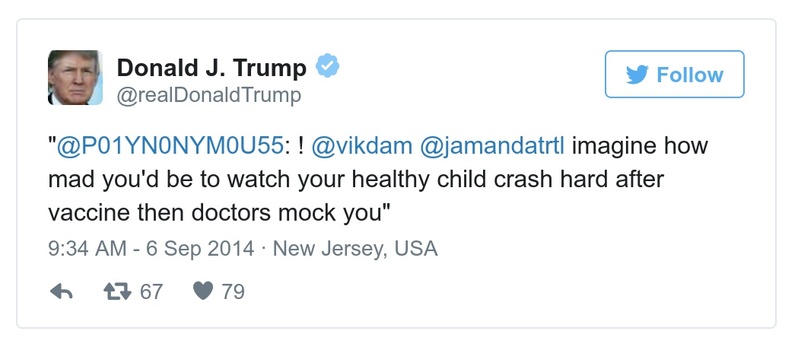 Donald J. Trump
@realDonaldTrump
Follow
"@P01YN0NYM0U55: ! @vikdam @jamandatrtl imagine how
mad you'd be to watch your healthy child crash hard after
vaccine then doctors mock you"
9:34 AM - 6 Sep 2014 · New Jersey, USA
67 79